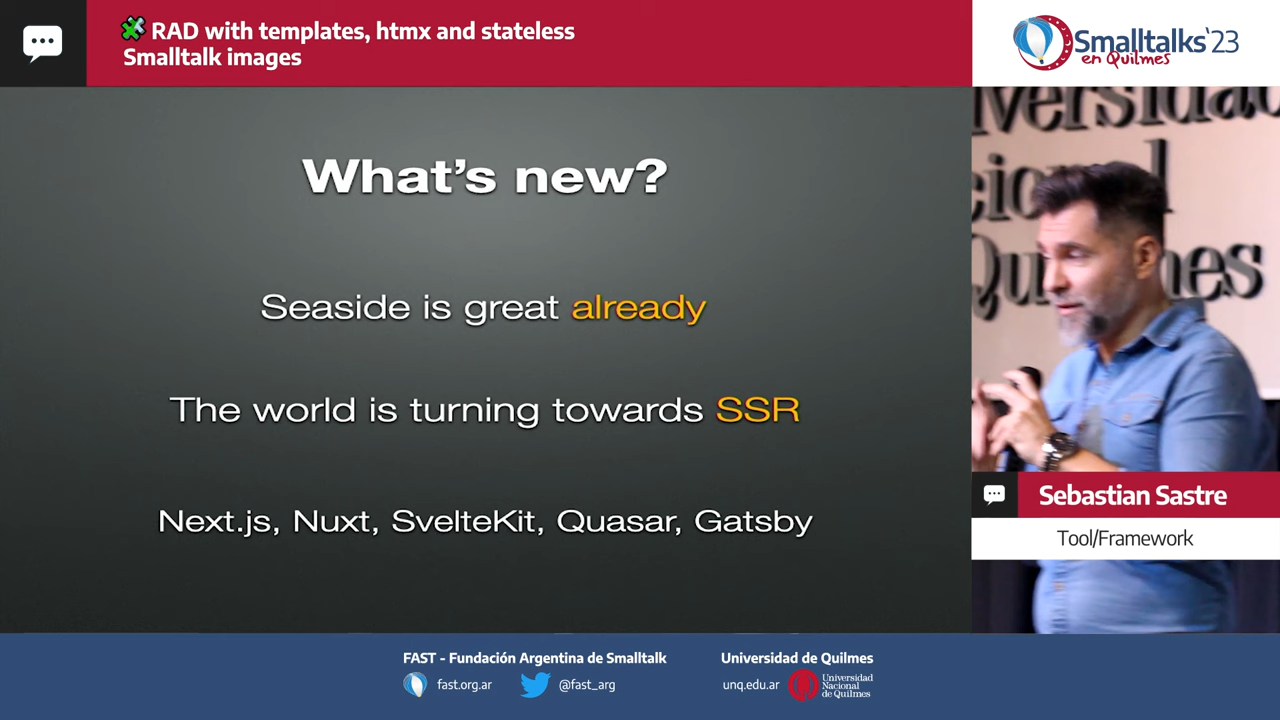 RAD with templates, htmx and stateless
Smalltalk images
Smalltalks'23
en Quilmes
What's new?
Seaside is great already
The world is turning towards SSR
Next.js, Nuxt, SvelteKit, Quasar, Gatsby
Sebastian Sastre
Tool/Framework
FAST - Fundación Argentina de Smalltalk
fast.org.ar
@fast_arg
Universidad de Quilmes
unq.edu.ar
Universidad
Nacional
de Quilmes